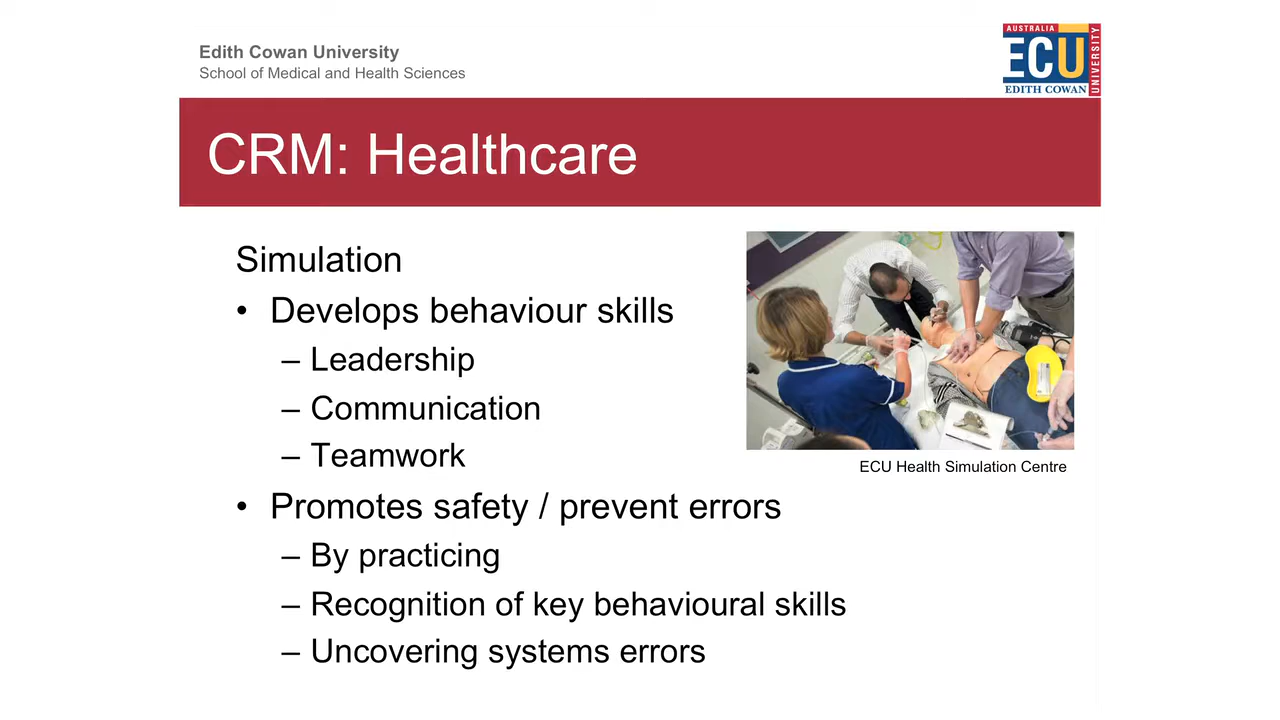 Edith Cowan University
School of Medical and Health Sciences
AUSTRALIA
ECU
EDITH COWAN
UNIVERSITY
CRM: Healthcare
Simulation
• Develops behaviour skills
– Leadership
– Communication
– Teamwork
ECU Health Simulation Centre
• Promotes safety / prevent errors
– By practicing
– Recognition of key behavioural skills
– Uncovering systems errors